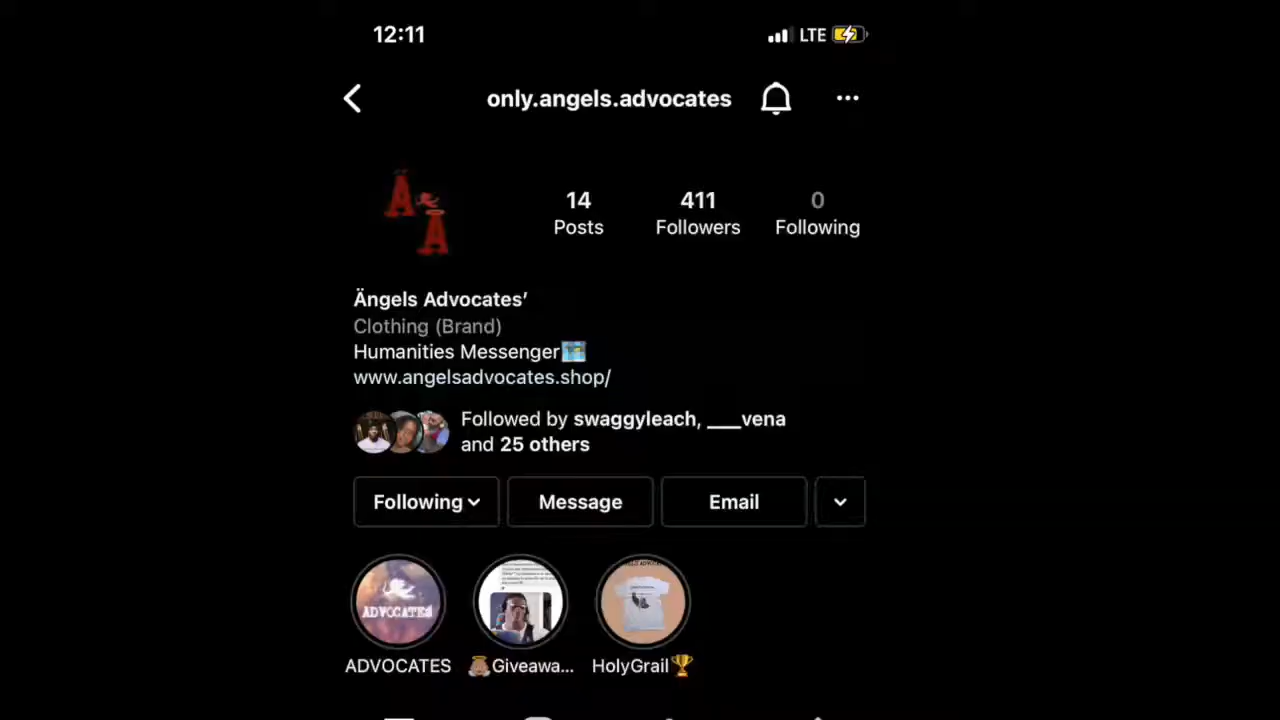 12:11
LTE
only.angels.advocates
Ä
A
14
411
0
Posts
Followers
Following
Ängels Advocates’
Clothing (Brand)
Humanities Messenger
www.angelsadvocates.shop/
Followed by swaggyleach, ____vena
and 25 others
Following
Message
Email
ADVOCATES
ADVOCATES
Giveawa...
HolyGrail